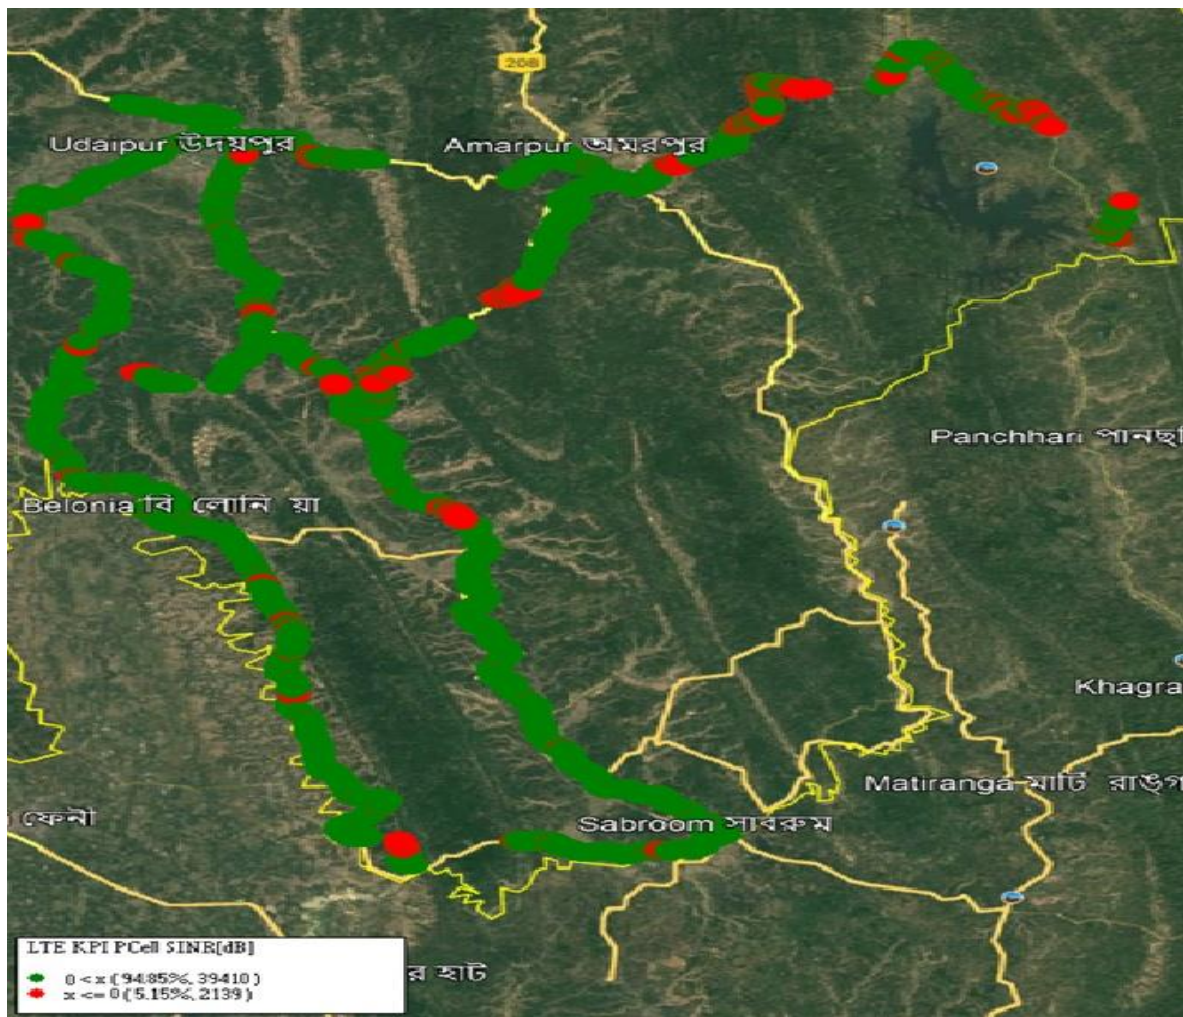 208
Udaipur উদয়পুর
Amarpur অমরপুর
Panchhari পানছ
Belonia বি লোনি য়া
Khagra
Matiranga মাটি রাঙ্গ
ফেনী
Sabroom সাবরুম
LTE KPI PCell SINR[dB]
0 < x (94.85%, 39410)
x <= 0 (5.15%, 2139)
র হাট